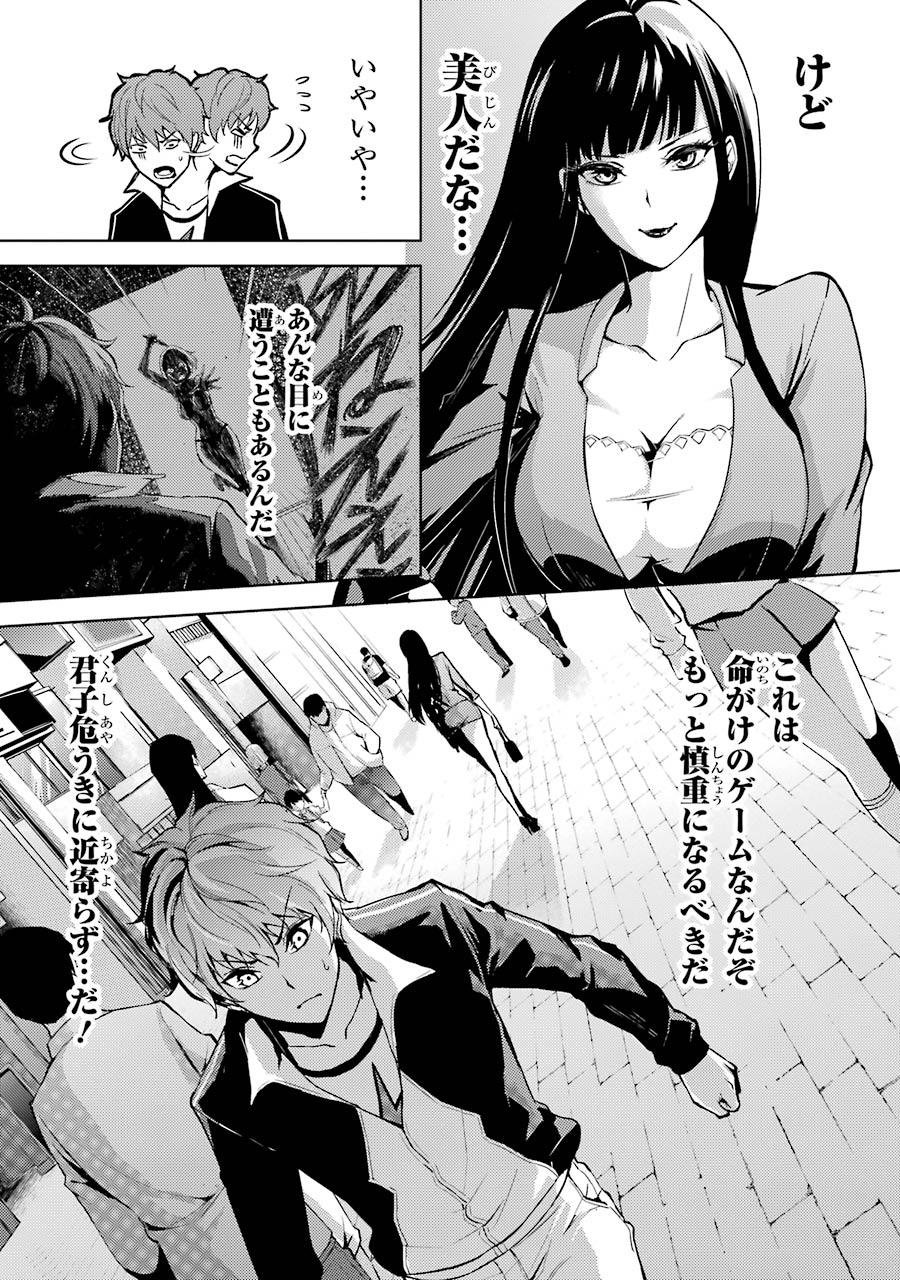 けど
美人だな…
いやいや…
あんな目に
遭うこともあるんだ
これは
命がけのゲームなんだぞ
もっと慎重になるべきだ
君子危うきに近寄らず…だ！